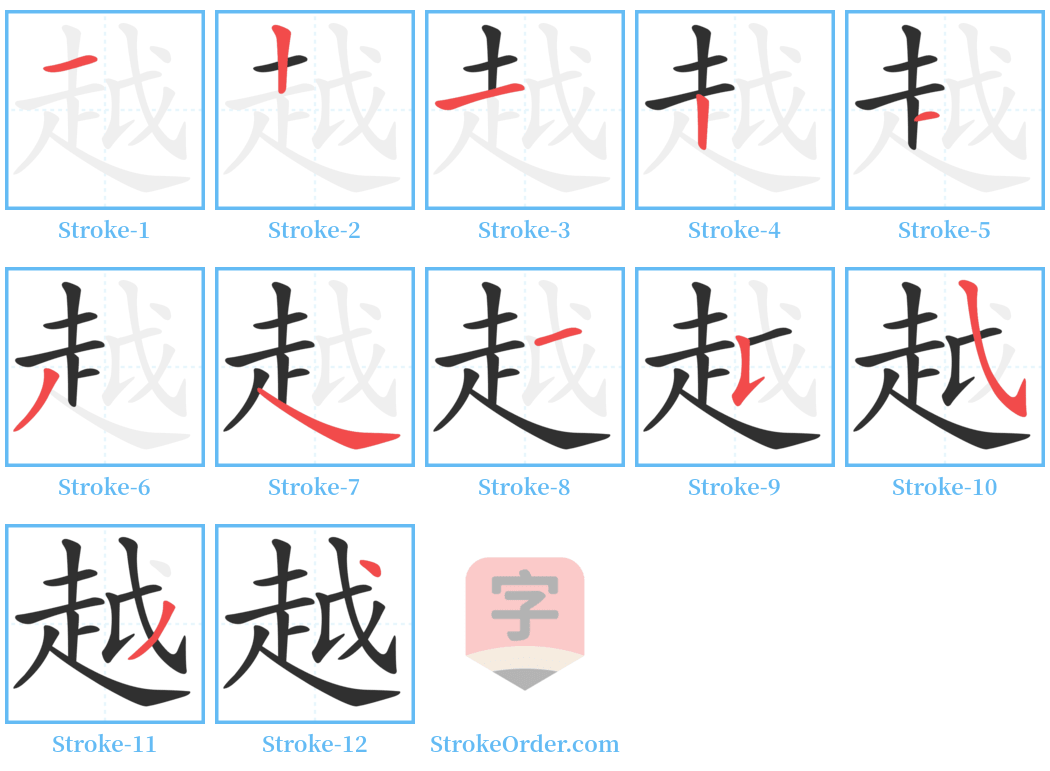 越
Stroke-1 Stroke-2 Stroke-3 Stroke-4 Stroke-5
Stroke-6 Stroke-7 Stroke-8 Stroke-9 Stroke-10
字
Stroke-11 Stroke-12 StrokeOrder.com